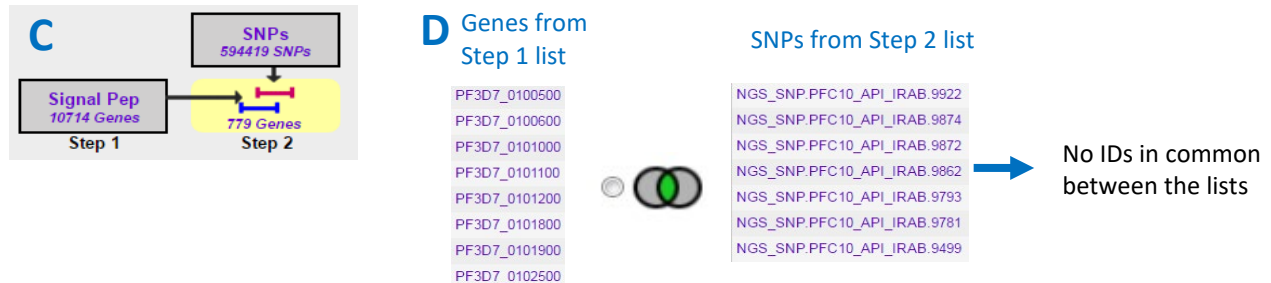 C
SNPs
594419 SNPs
Signal Pep
10714 Genes
779 Genes
Step 1
Step 2
D
Genes from
Step 1 list
SNPs from Step 2 list
PF3D7_0100500
PF3D7_0100600
PF3D7_0101000
PF3D7_0101100
PF3D7_0101200
PF3D7_0101800
PF3D7_0101900
PF3D7_0102500
NGS_SNP.PFC10_API_IRAB.9922
NGS_SNP.PFC10_API_IRAB.9874
NGS_SNP.PFC10_API_IRAB.9872
NGS_SNP.PFC10_API_IRAB.9862
NGS_SNP.PFC10_API_IRAB.9793
NGS_SNP.PFC10_API_IRAB.9781
NGS_SNP.PFC10_API_IRAB.9499
No IDs in common
between the lists